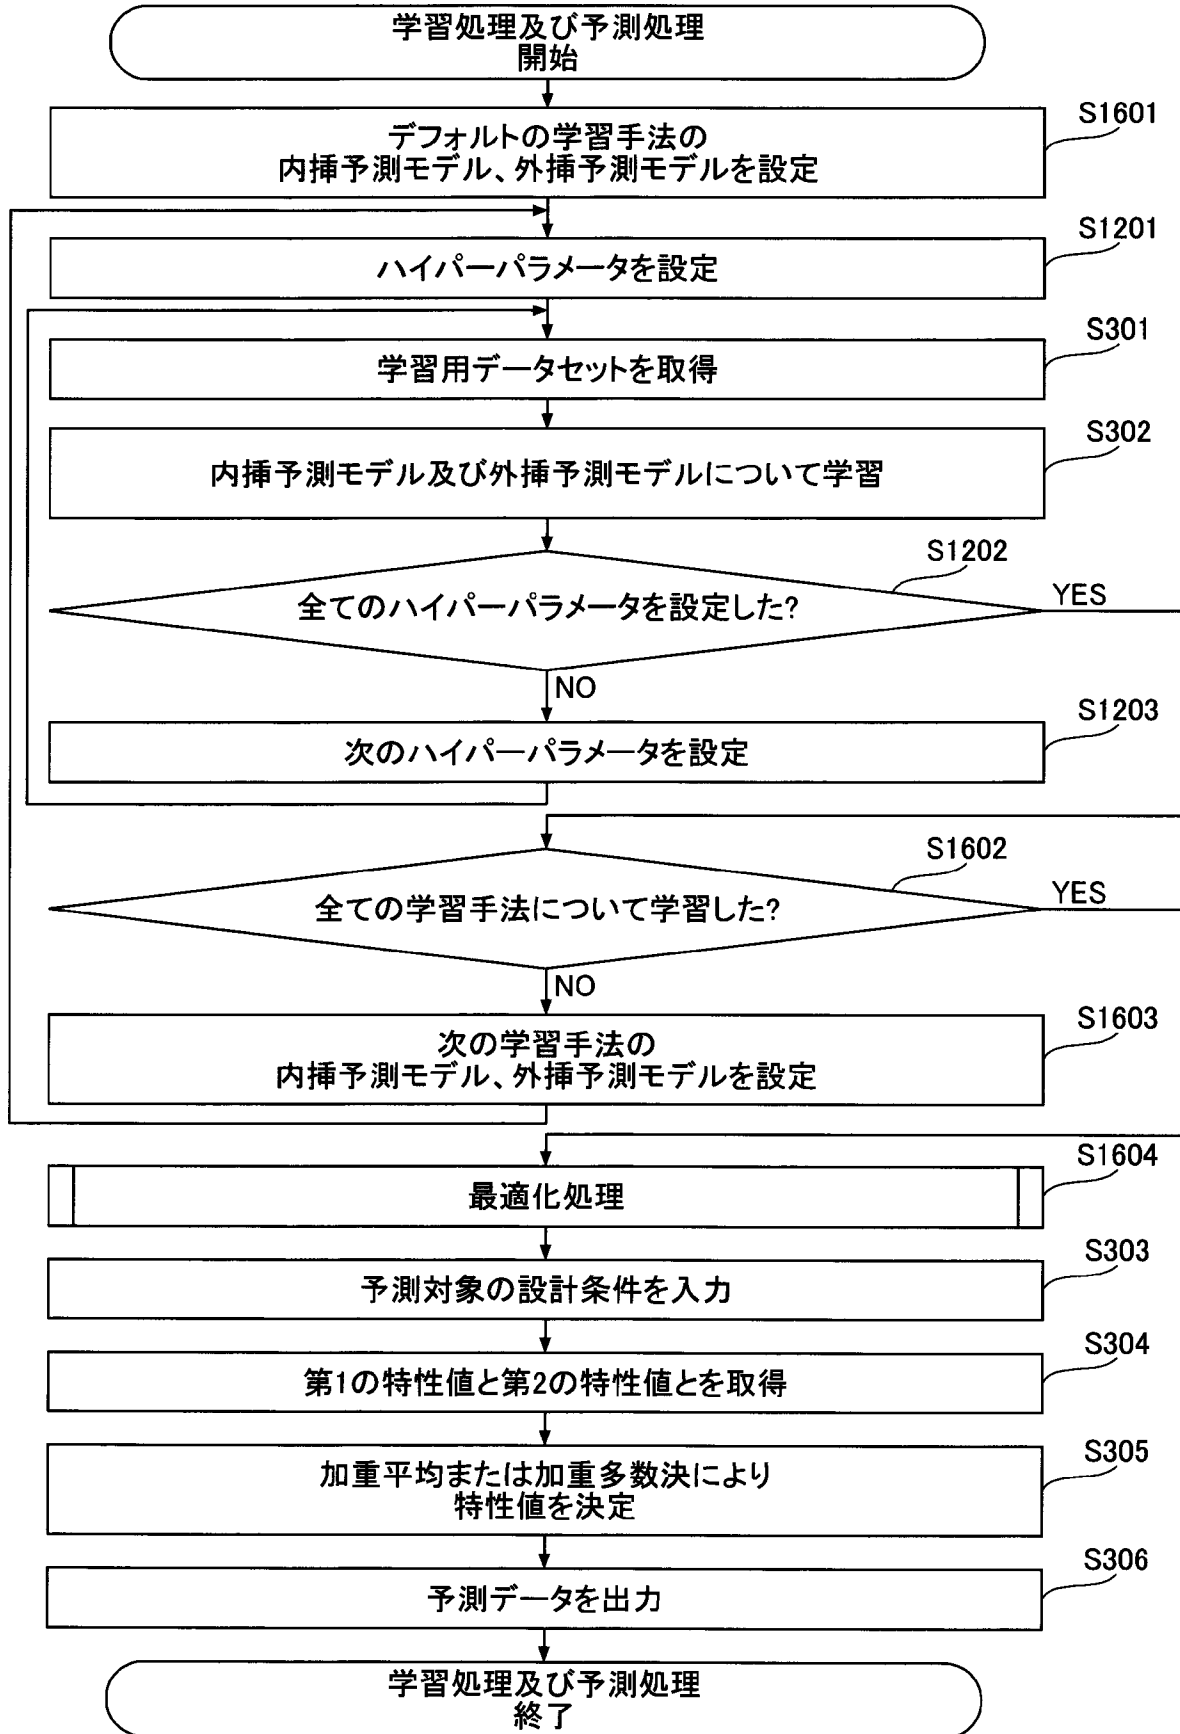 学習処理及び予測処理
開始
S1601
デフォルトの学習手法の
内挿予測モデル、外挿予測モデルを設定
S1201
ハイパーパラメータを設定
S301
学習用データセットを取得
S302
内挿予測モデル及び外挿予測モデルについて学習
S1202
全てのハイパーパラメータを設定した?
YES
NO
S1203
次のハイパーパラメータを設定
S1602
全ての学習手法について学習した?
YES
NO
S1603
次の学習手法の
内挿予測モデル、外挿予測モデルを設定
S1604
最適化処理
S303
予測対象の設計条件を入力
S304
第1の特性値と第2の特性値とを取得
S305
加重平均または加重多数決により
特性値を決定
S306
予測データを出力
学習処理及び予測処理
終了